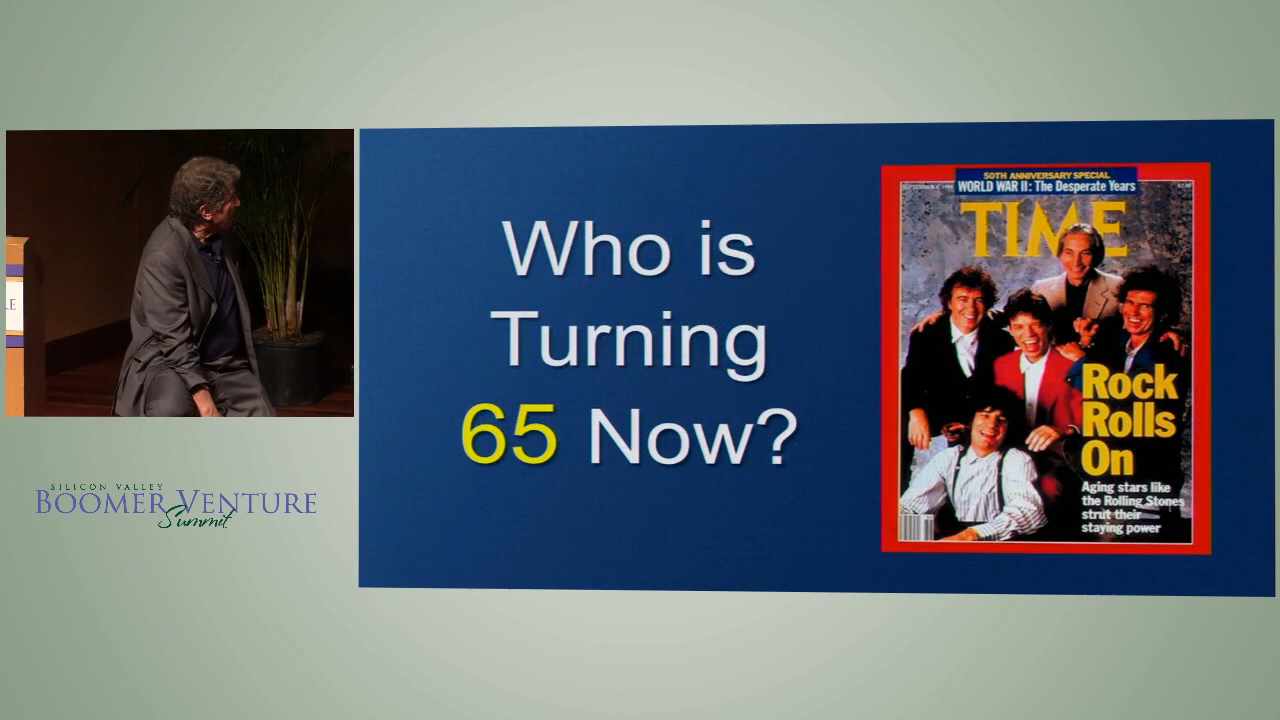 RE
SILICON VALLEY
BOOMER VENTURE
Summit
Who is
Turning
65 Now?
50TH ANNIVERSARY SPECIAL
WORLD WAR II: The Desperate Years
TIME
Rock
Rolls
On
Aging stars like
the Rolling Stones
strut their
staying power